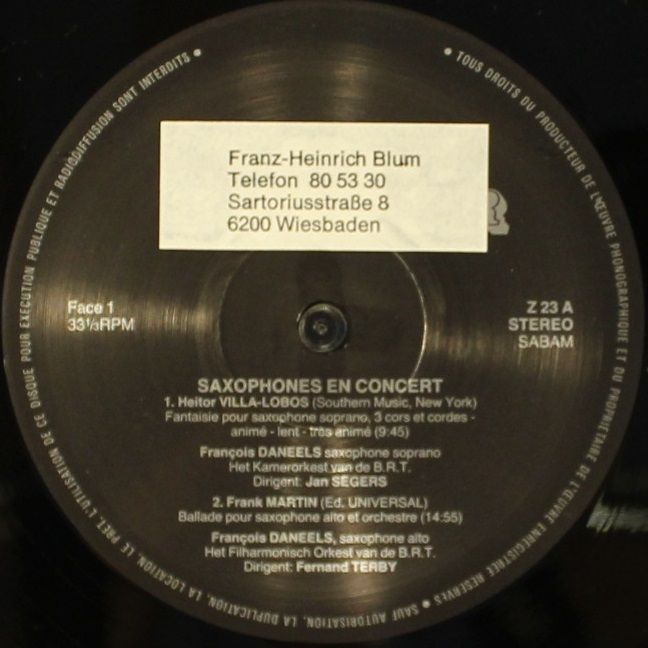 • TOUS DROITS DU PRODUCTEUR DE L'ŒUVRE PHONOGRAPHIQUE ET DU PROPRIETAIRE DE L'ŒUVRE ENREGISTREE RESERVES • SAUF AUTORISATION, LA DUPLICATION, LA LOCATION, LE PRET, L'UTILISATION DE CE DISQUE POUR EXECUTION PUBLIQUE ET RADIODIFFUSION SONT INTERDITS •
Franz-Heinrich Blum
Telefon 80 53 30
Sartoriusstraße 8
6200 Wiesbaden
Face 1
33⅓RPM
Z 23 A
STEREO
SABAM
SAXOPHONES EN CONCERT
1. Heitor VILLA-LOBOS (Southern Music, New York)
Fantaisie pour saxophone soprano, 3 cors et cordes -
animé - lent - très animé (9:45)
François DANEELS saxophone soprano
Het Kamerorkest van de B.R.T.
Dirigent: Jan SEGERS
2. Frank MARTIN (Ed. UNIVERSAL)
Ballade pour saxophone alto et orchestre (14:55)
François DANEELS, saxophone alto
Het Filharmonisch Orkest van de B.R.T.
Dirigent: Fernand TERBY